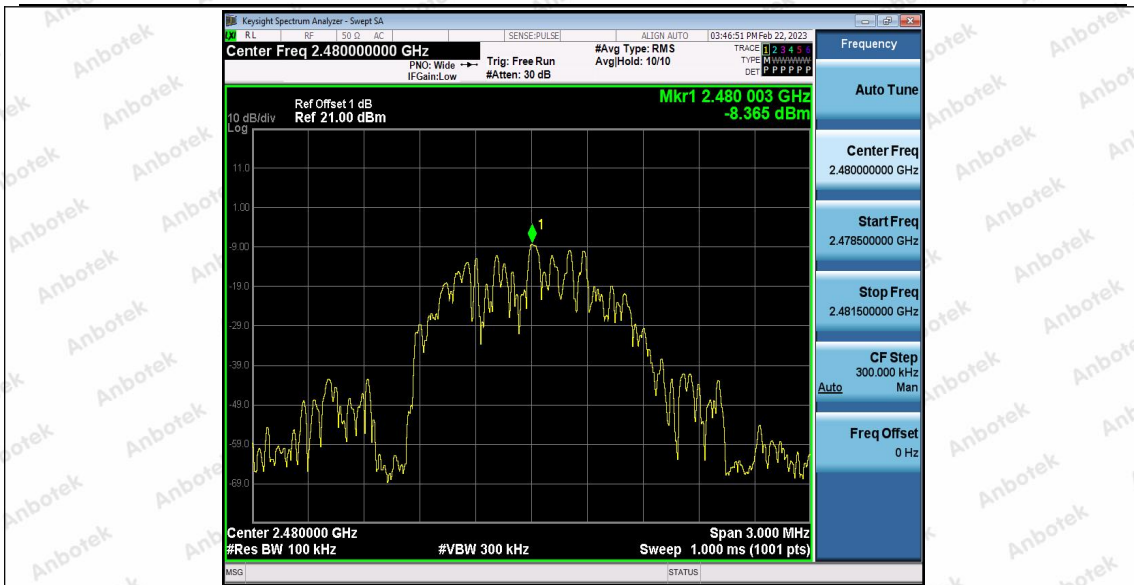 Keysight Spectrum Analyzer - Swept SA
LXI RL RF 50 Ω AC SENSE:PULSE ALIGN AUTO 03:46:51 PM Feb 22, 2023
Center Freq 2.480000000 GHz
PNO: Wide
IFGain:Low
Trig: Free Run
#Atten: 30 dB
#Avg Type: RMS
Avg|Hold: 10/10
TRACE 1 2 3 4 5 6
TYPE M WWWWW
DET P P P P P P
Mkr1 2.480 003 GHz
-8.365 dBm
Ref Offset 1 dB
10 dB/div Ref 21.00 dBm
Log
11.0
1.00
-9.00
-19.0
-29.0
-39.0
-49.0
-59.0
-69.0
1
Center 2.480000 GHz
Span 3.000 MHz
#Res BW 100 kHz
#VBW 300 kHz
Sweep 1.000 ms (1001 pts)
MSG
STATUS
Frequency
Auto Tune
Center Freq
2.480000000 GHz
Start Freq
2.478500000 GHz
Stop Freq
2.481500000 GHz
CF Step
300.000 kHz
Auto Man
Freq Offset
0 Hz
Anbotek